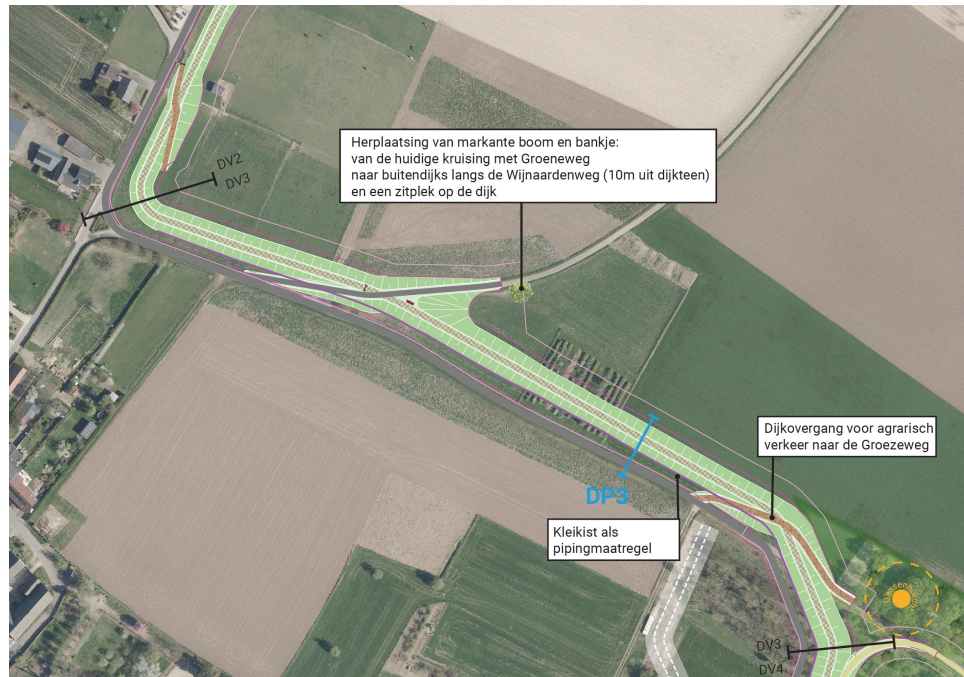 DV2
DV3
Herplaatsing van markante boom en bankje:
van de huidige kruising met Groeneweg
naar buitendijks langs de Wijnaardenweg (10m uit dijkteen)
en een zitplek op de dijk
Dijkovergang voor agrarisch
verkeer naar de Groezeweg
DP3
Kleikist als
pipingmaatregel
DV3
DV4